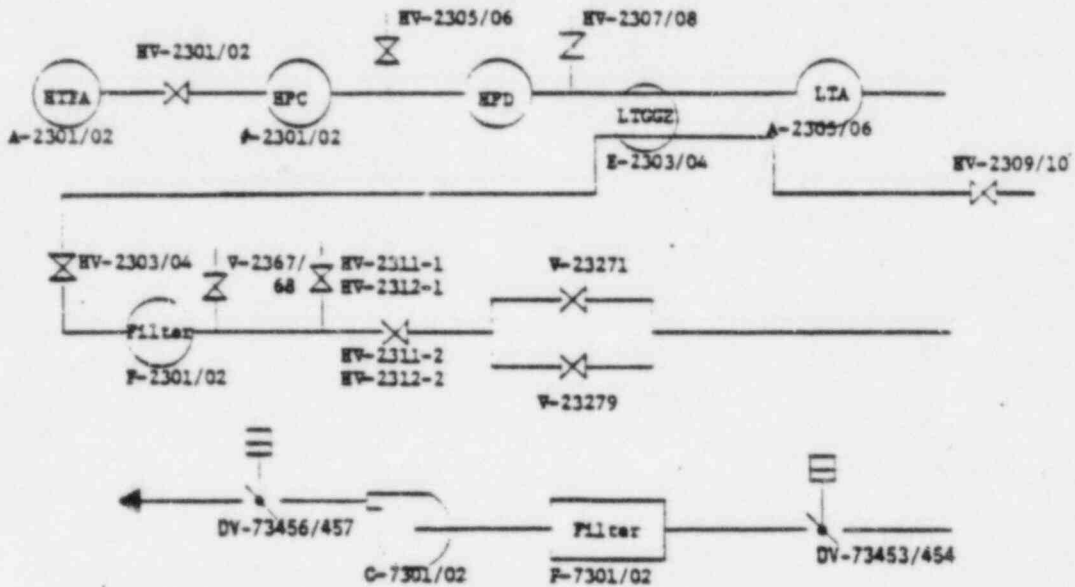 HV-2305/06
HV-2307/08
HV-2301/02
HTFA
HPC
HPD
LTGGZ
LTA
A-2301/02
A-2305/06
E-2303/04
HV-2309/10
HV-2303/04
V-2367/
68
HV-2311-1
HV-2312-1
V-23271
Filter
F-2301/02
HV-2311-2
HV-2312-2
V-23279
DV-73456/457
Filter
DV-73453/454
C-7301/02
F-7301/02